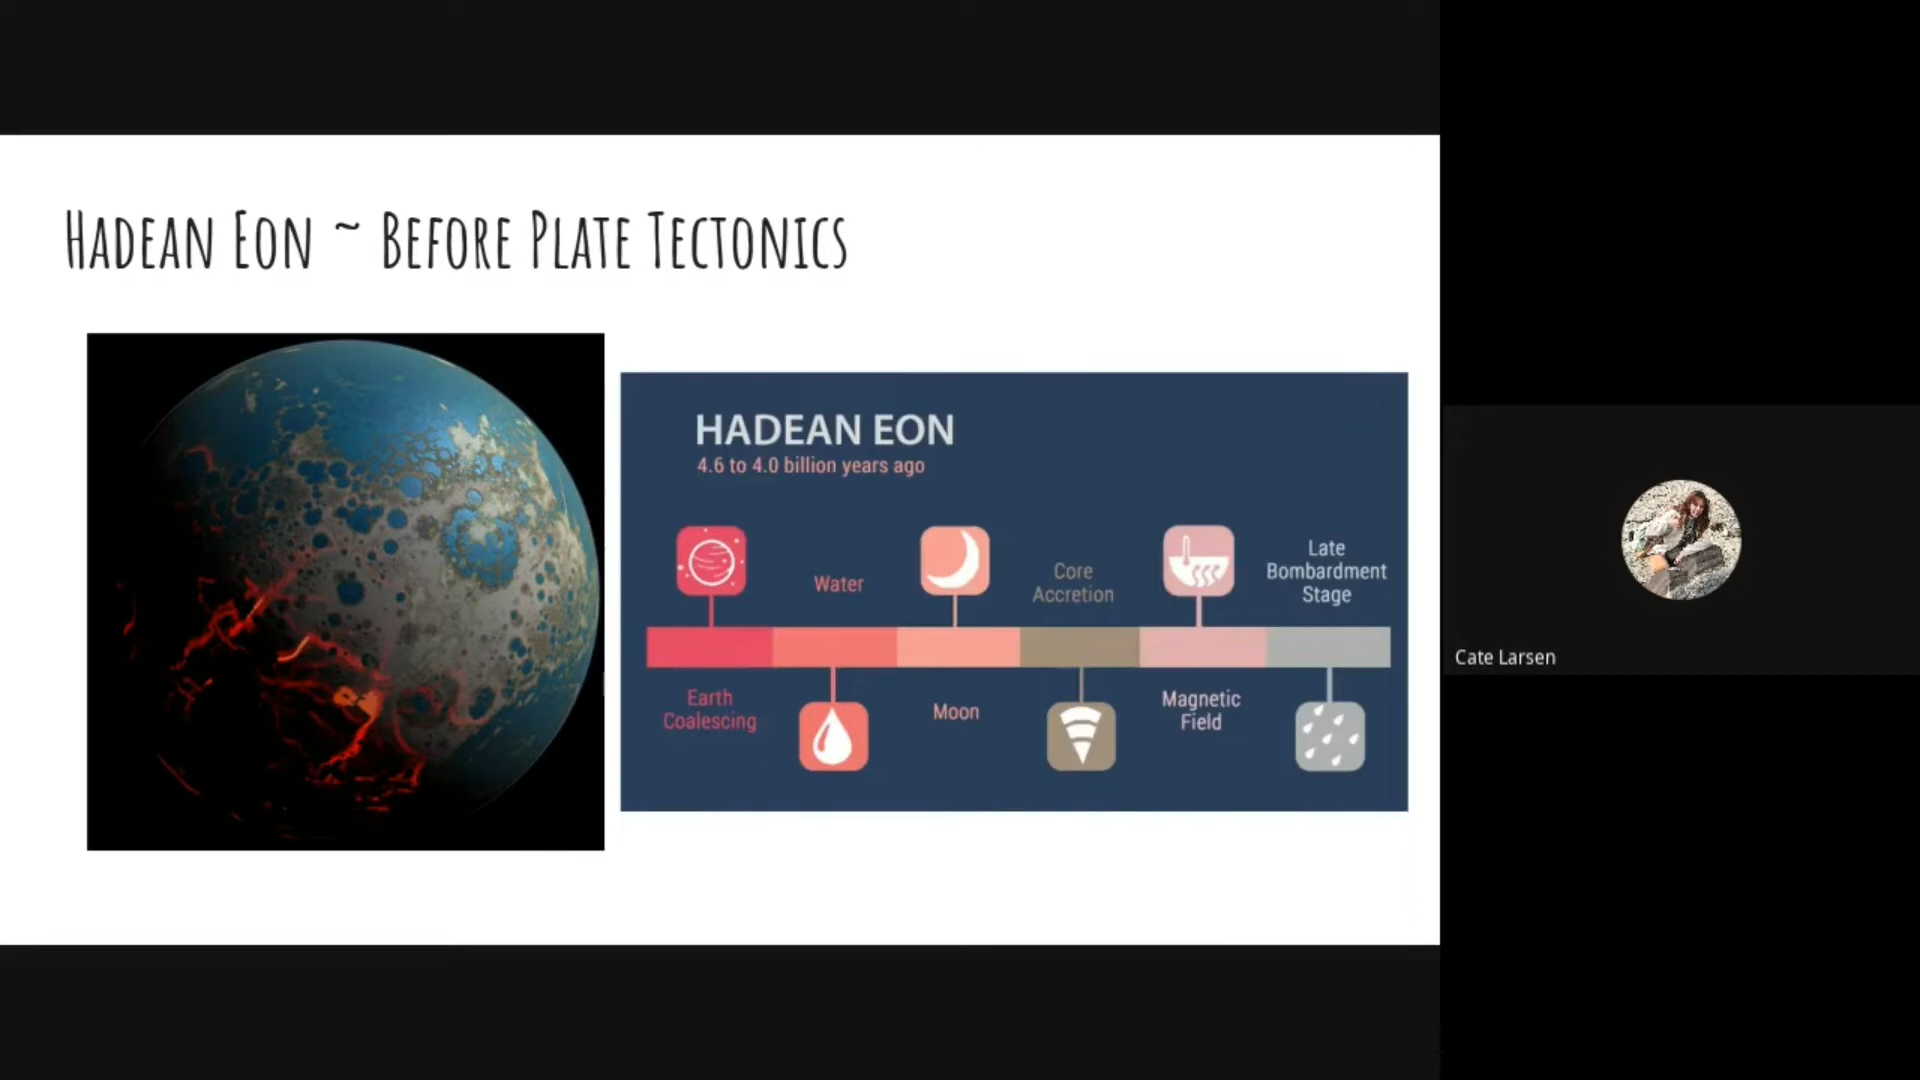 Hadean Eon ~ Before Plate Tectonics
HADEAN EON
4.6 to 4.0 billion years ago
Earth
Coalescing
Water
Moon
Core
Accretion
Magnetic
Field
Late
Bombardment
Stage
Cate Larsen